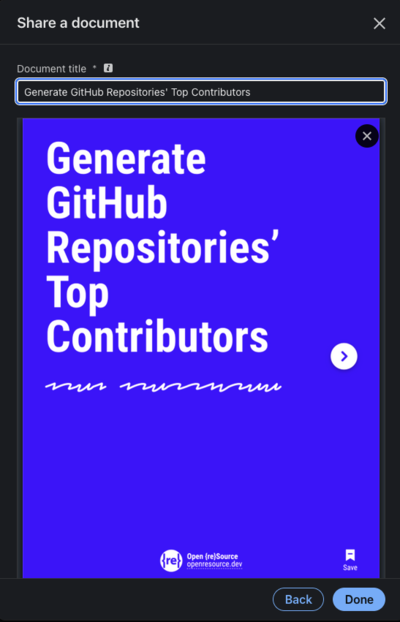 Share a document
Document title *
Generate GitHub Repositories' Top Contributors
Generate
GitHub
Repositories’
Top
Contributors
{re} Open {re}Source
openresource.dev
Save
Back Done